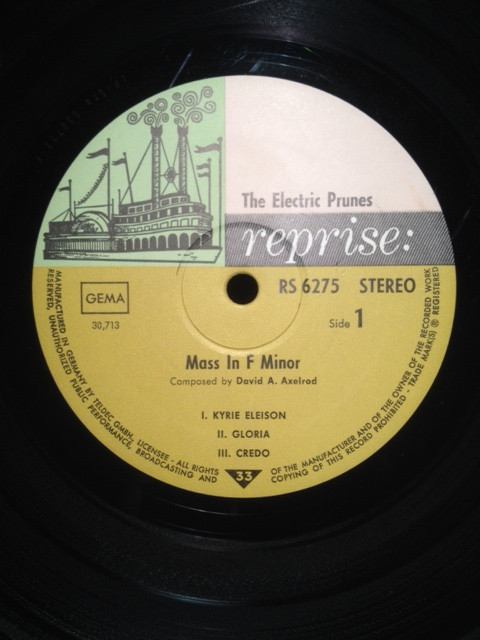 The Electric Prunes
reprise:
GEMA
30,713
RS 6275 STEREO
Side 1
Mass In F Minor
Composed by David A. Axelrod
I. KYRIE ELEISON
II. GLORIA
III. CREDO
33
MANUFACTURED IN GERMANY BY TELDEC GMBH, LICENSEE - ALL RIGHTS OF THE MANUFACTURER AND OF THE OWNER OF THE RECORDED WORK
RESERVED, UNAUTHORIZED PUBLIC PERFORMANCE, BROADCASTING AND COPYING OF THIS RECORD PROHIBITED - TRADE MARK(S) ® REGISTERED